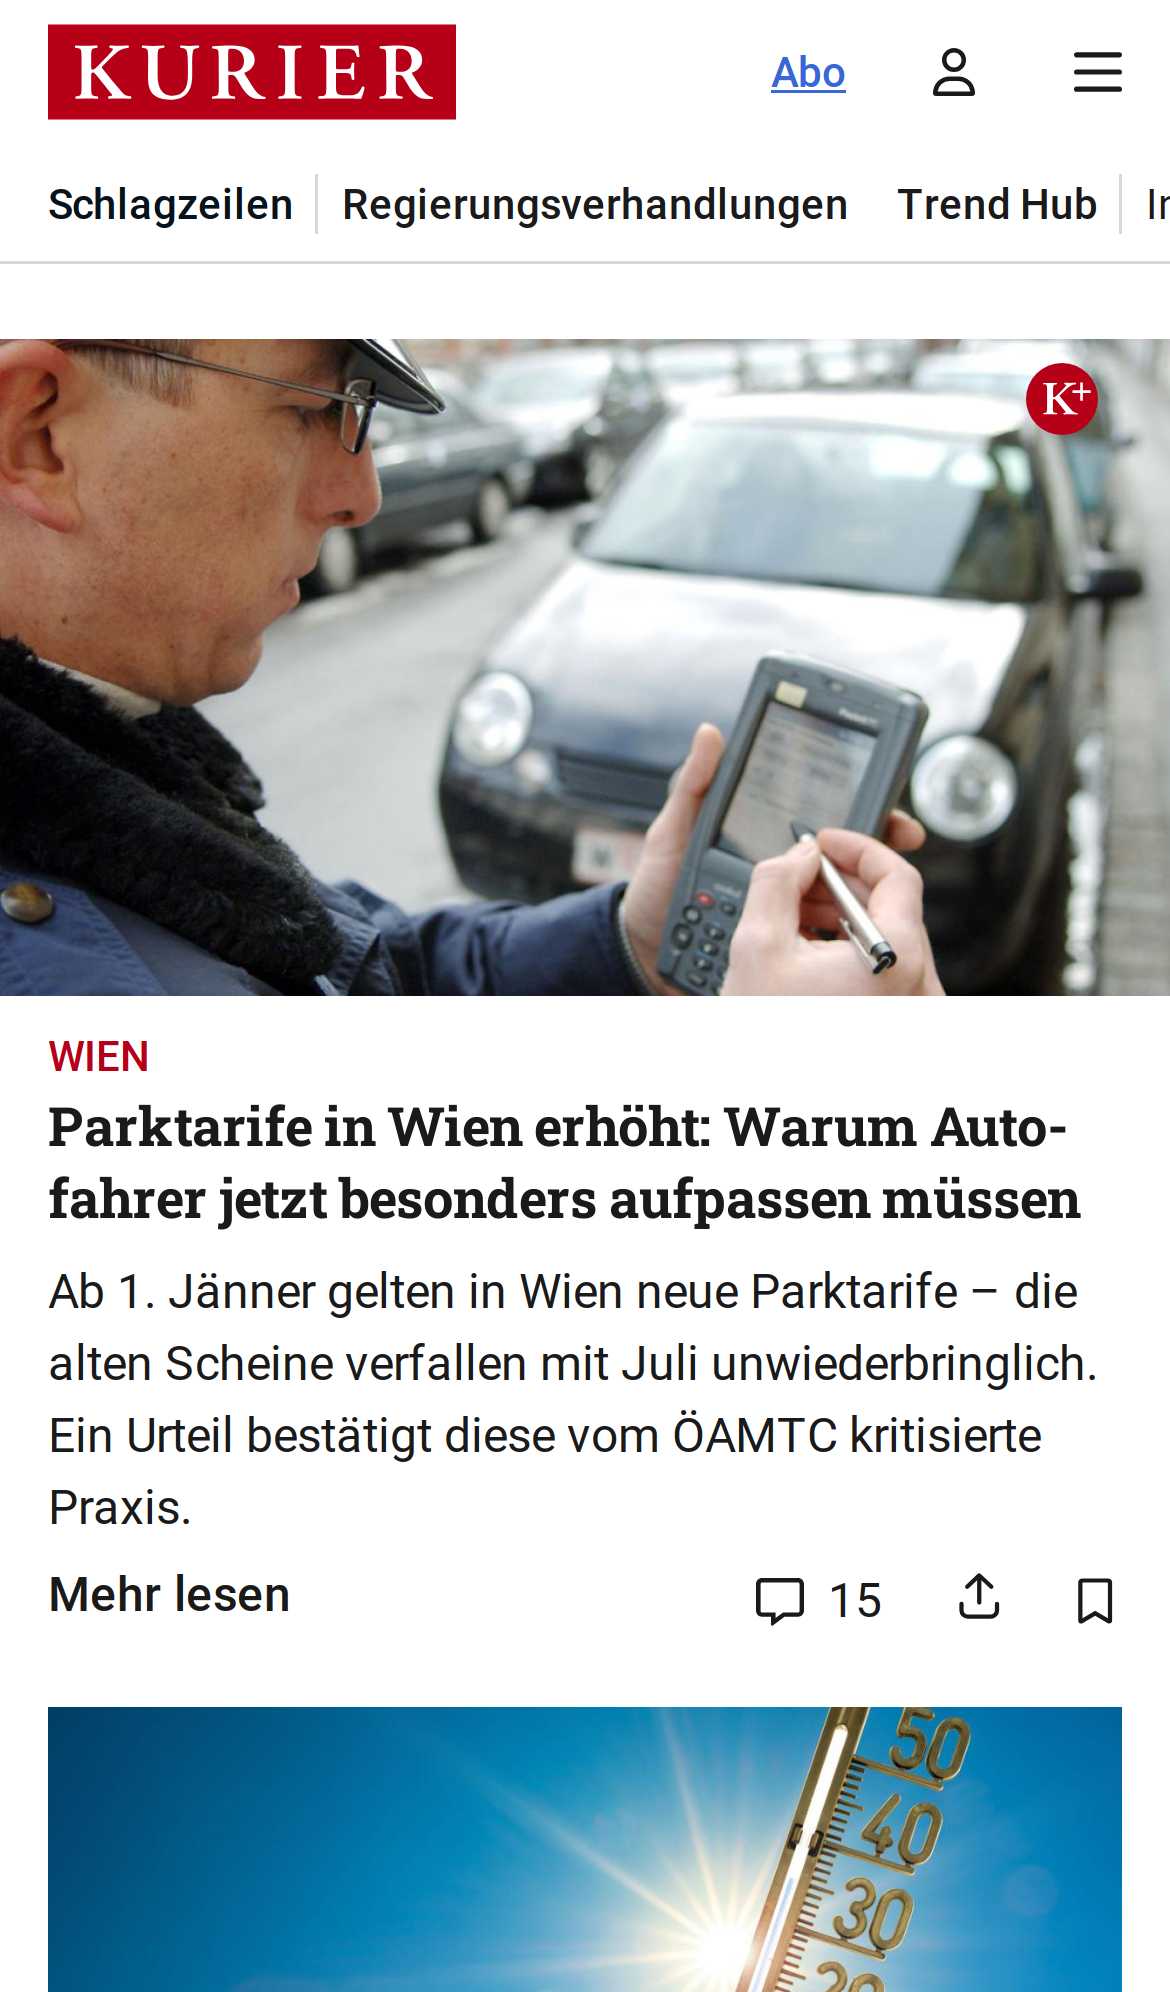 KURIER
Abo
Schlagzeilen
Regierungsverhandlungen
Trend Hub
K+
WIEN
Parktarife in Wien erhöht: Warum Auto-
fahrer jetzt besonders aufpassen müssen
Ab 1. Jänner gelten in Wien neue Parktarife – die
alten Scheine verfallen mit Juli unwiederbringlich.
Ein Urteil bestätigt diese vom ÖAMTC kritisierte
Praxis.
Mehr lesen
15
50
40
30
20